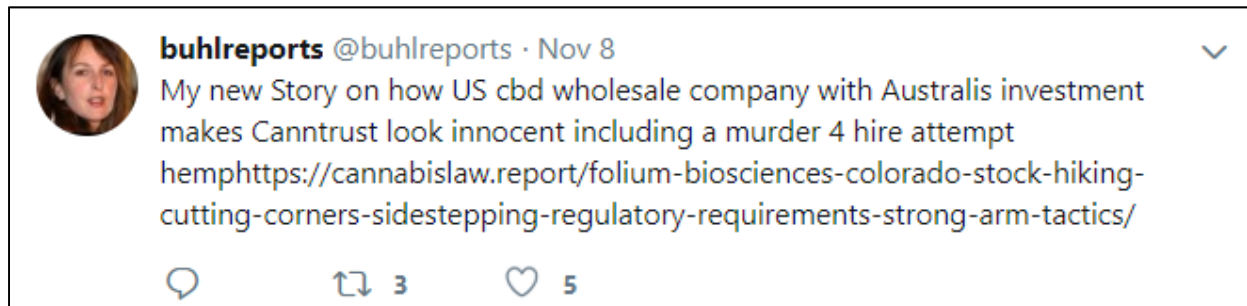 buhlreports @buhlreports · Nov 8
My new Story on how US cbd wholesale company with Australis investment
makes Canntrust look innocent including a murder 4 hire attempt
hemphttps://cannabislaw.report/folium-biosciences-colorado-stock-hiking-
cutting-corners-sidestepping-regulatory-requirements-strong-arm-tactics/
3 5